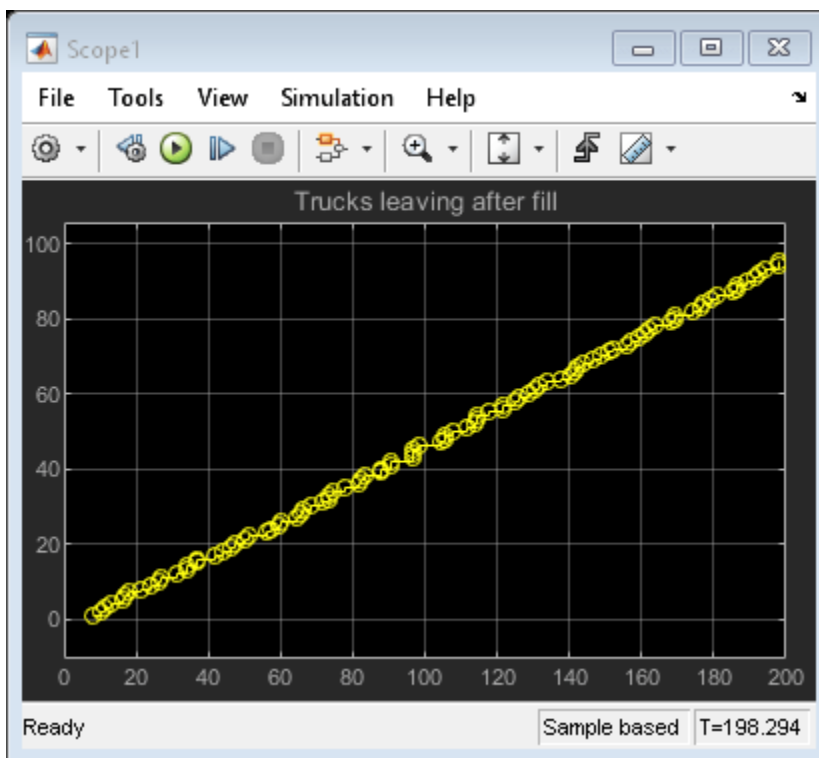 Scope1
File Tools View Simulation Help
Trucks leaving after fill
100
80
60
40
20
0
0 20 40 60 80 100 120 140 160 180 200
Ready Sample based T=198.294